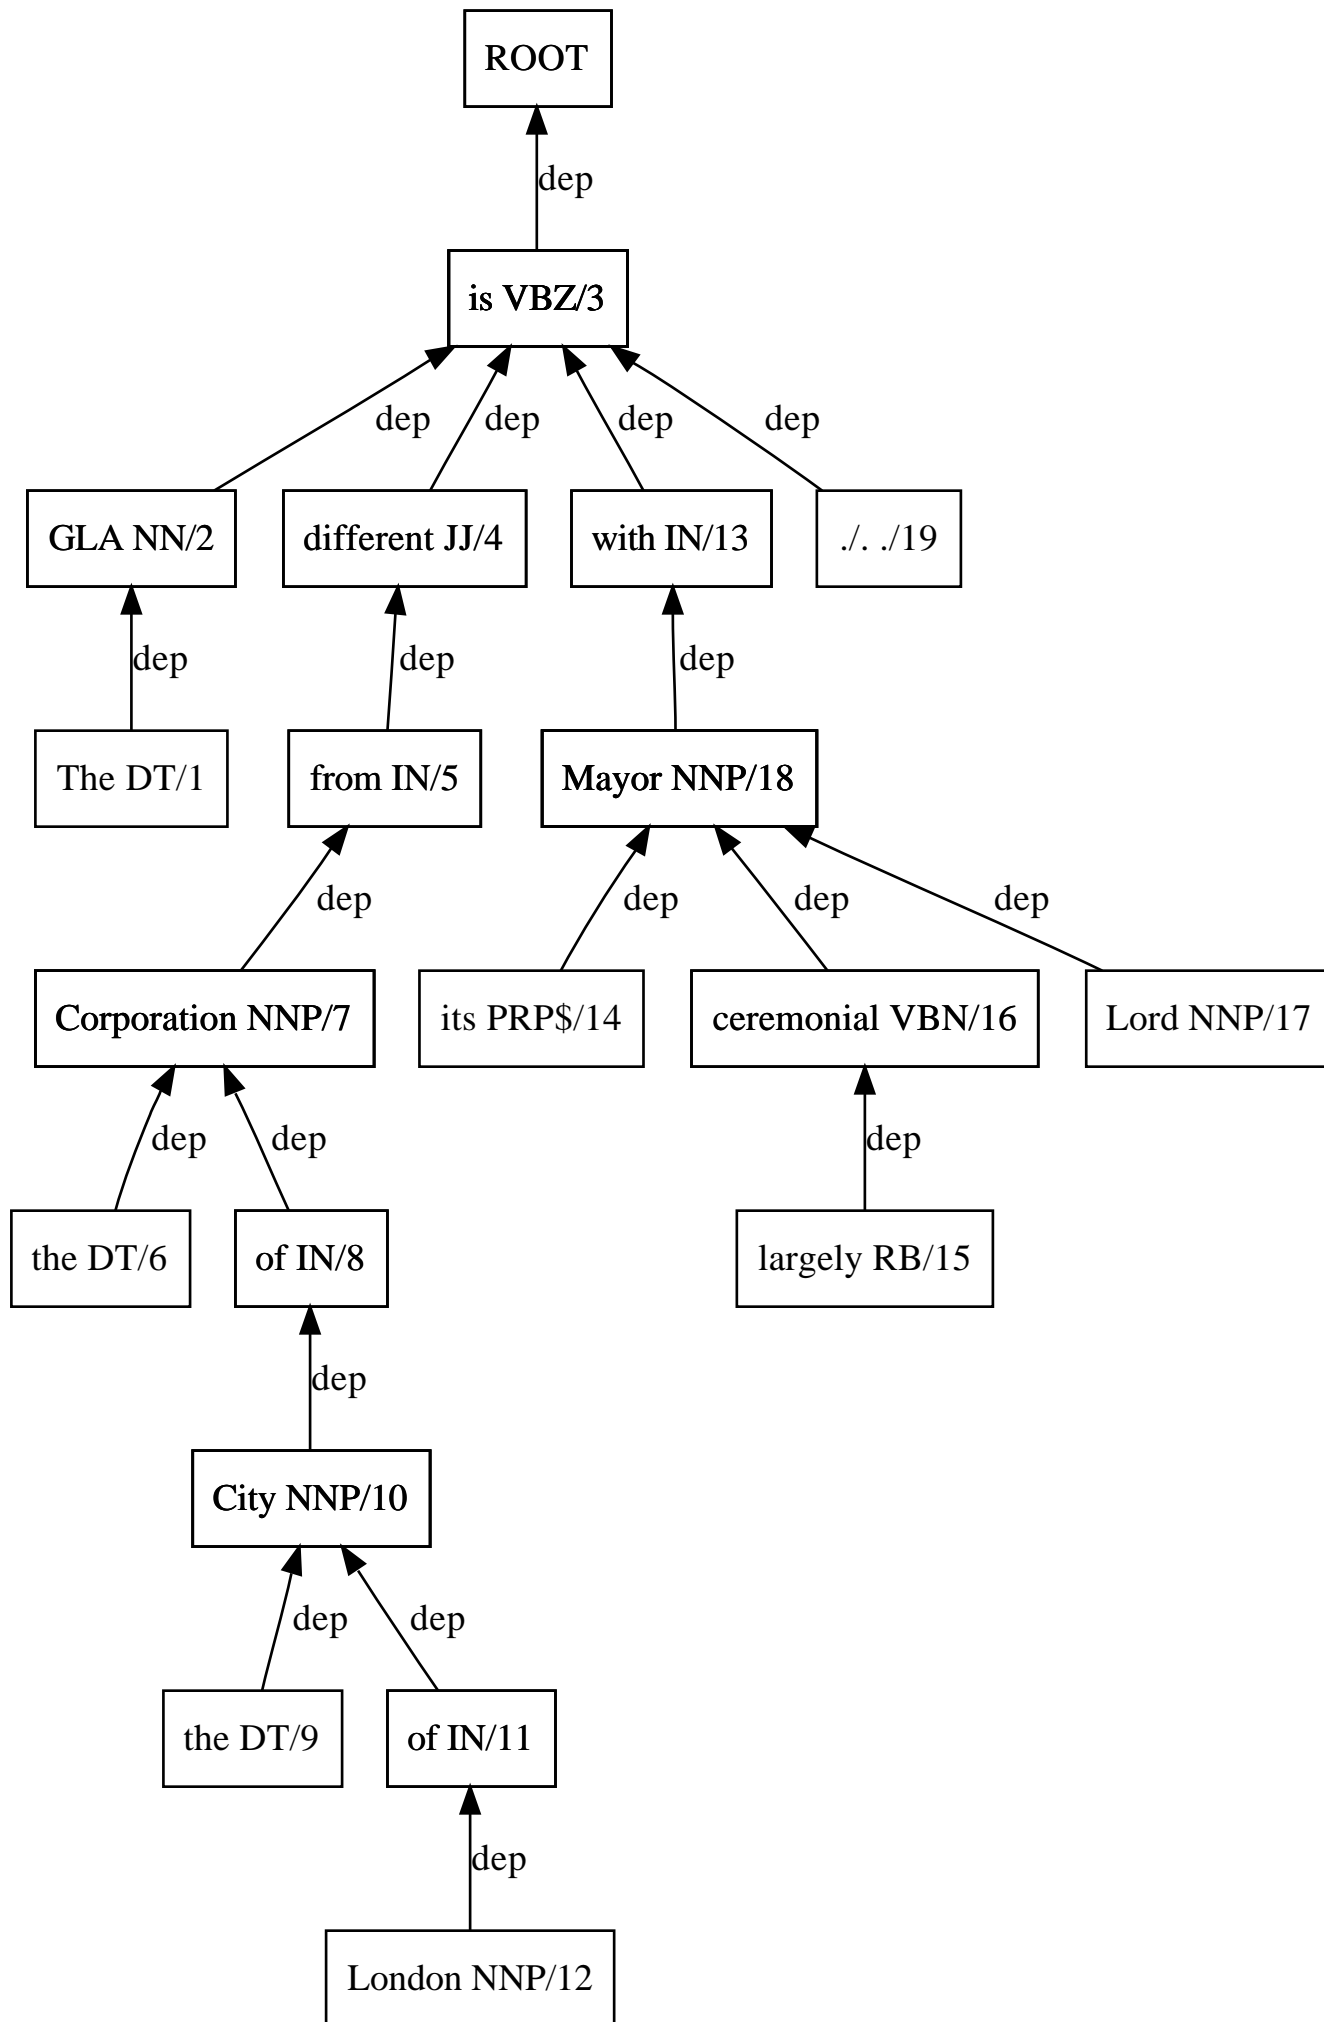 ROOT
dep
is VBZ/3
dep dep dep dep
GLA NN/2 different JJ/4 with IN/13 ./. ./19
dep dep dep
The DT/1 from IN/5 Mayor NNP/18
dep dep dep dep
Corporation NNP/7 its PRP$/14 ceremonial VBN/16 Lord NNP/17
dep dep dep
the DT/6 of IN/8 largely RB/15
dep
City NNP/10
dep dep
the DT/9 of IN/11
dep
London NNP/12